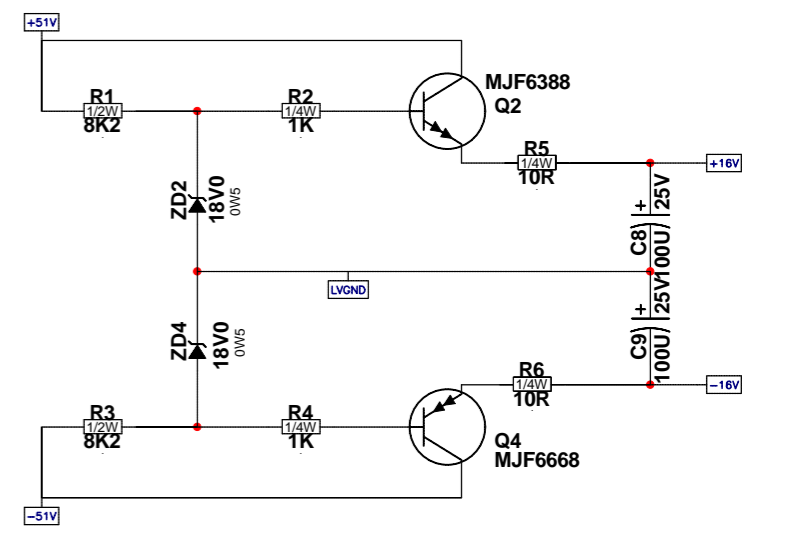 +51V
R1
1/2W
8K2
R2
1/4W
1K
MJF6388
Q2
R5
1/4W
10R
+16V
ZD2
18V0
0W5
+
25V
C8
100U
LVGND
ZD4
18V0
0W5
+
25V
C9
100U
R6
1/4W
10R
-16V
R3
1/2W
8K2
R4
1/4W
1K
Q4
MJF6668
-51V